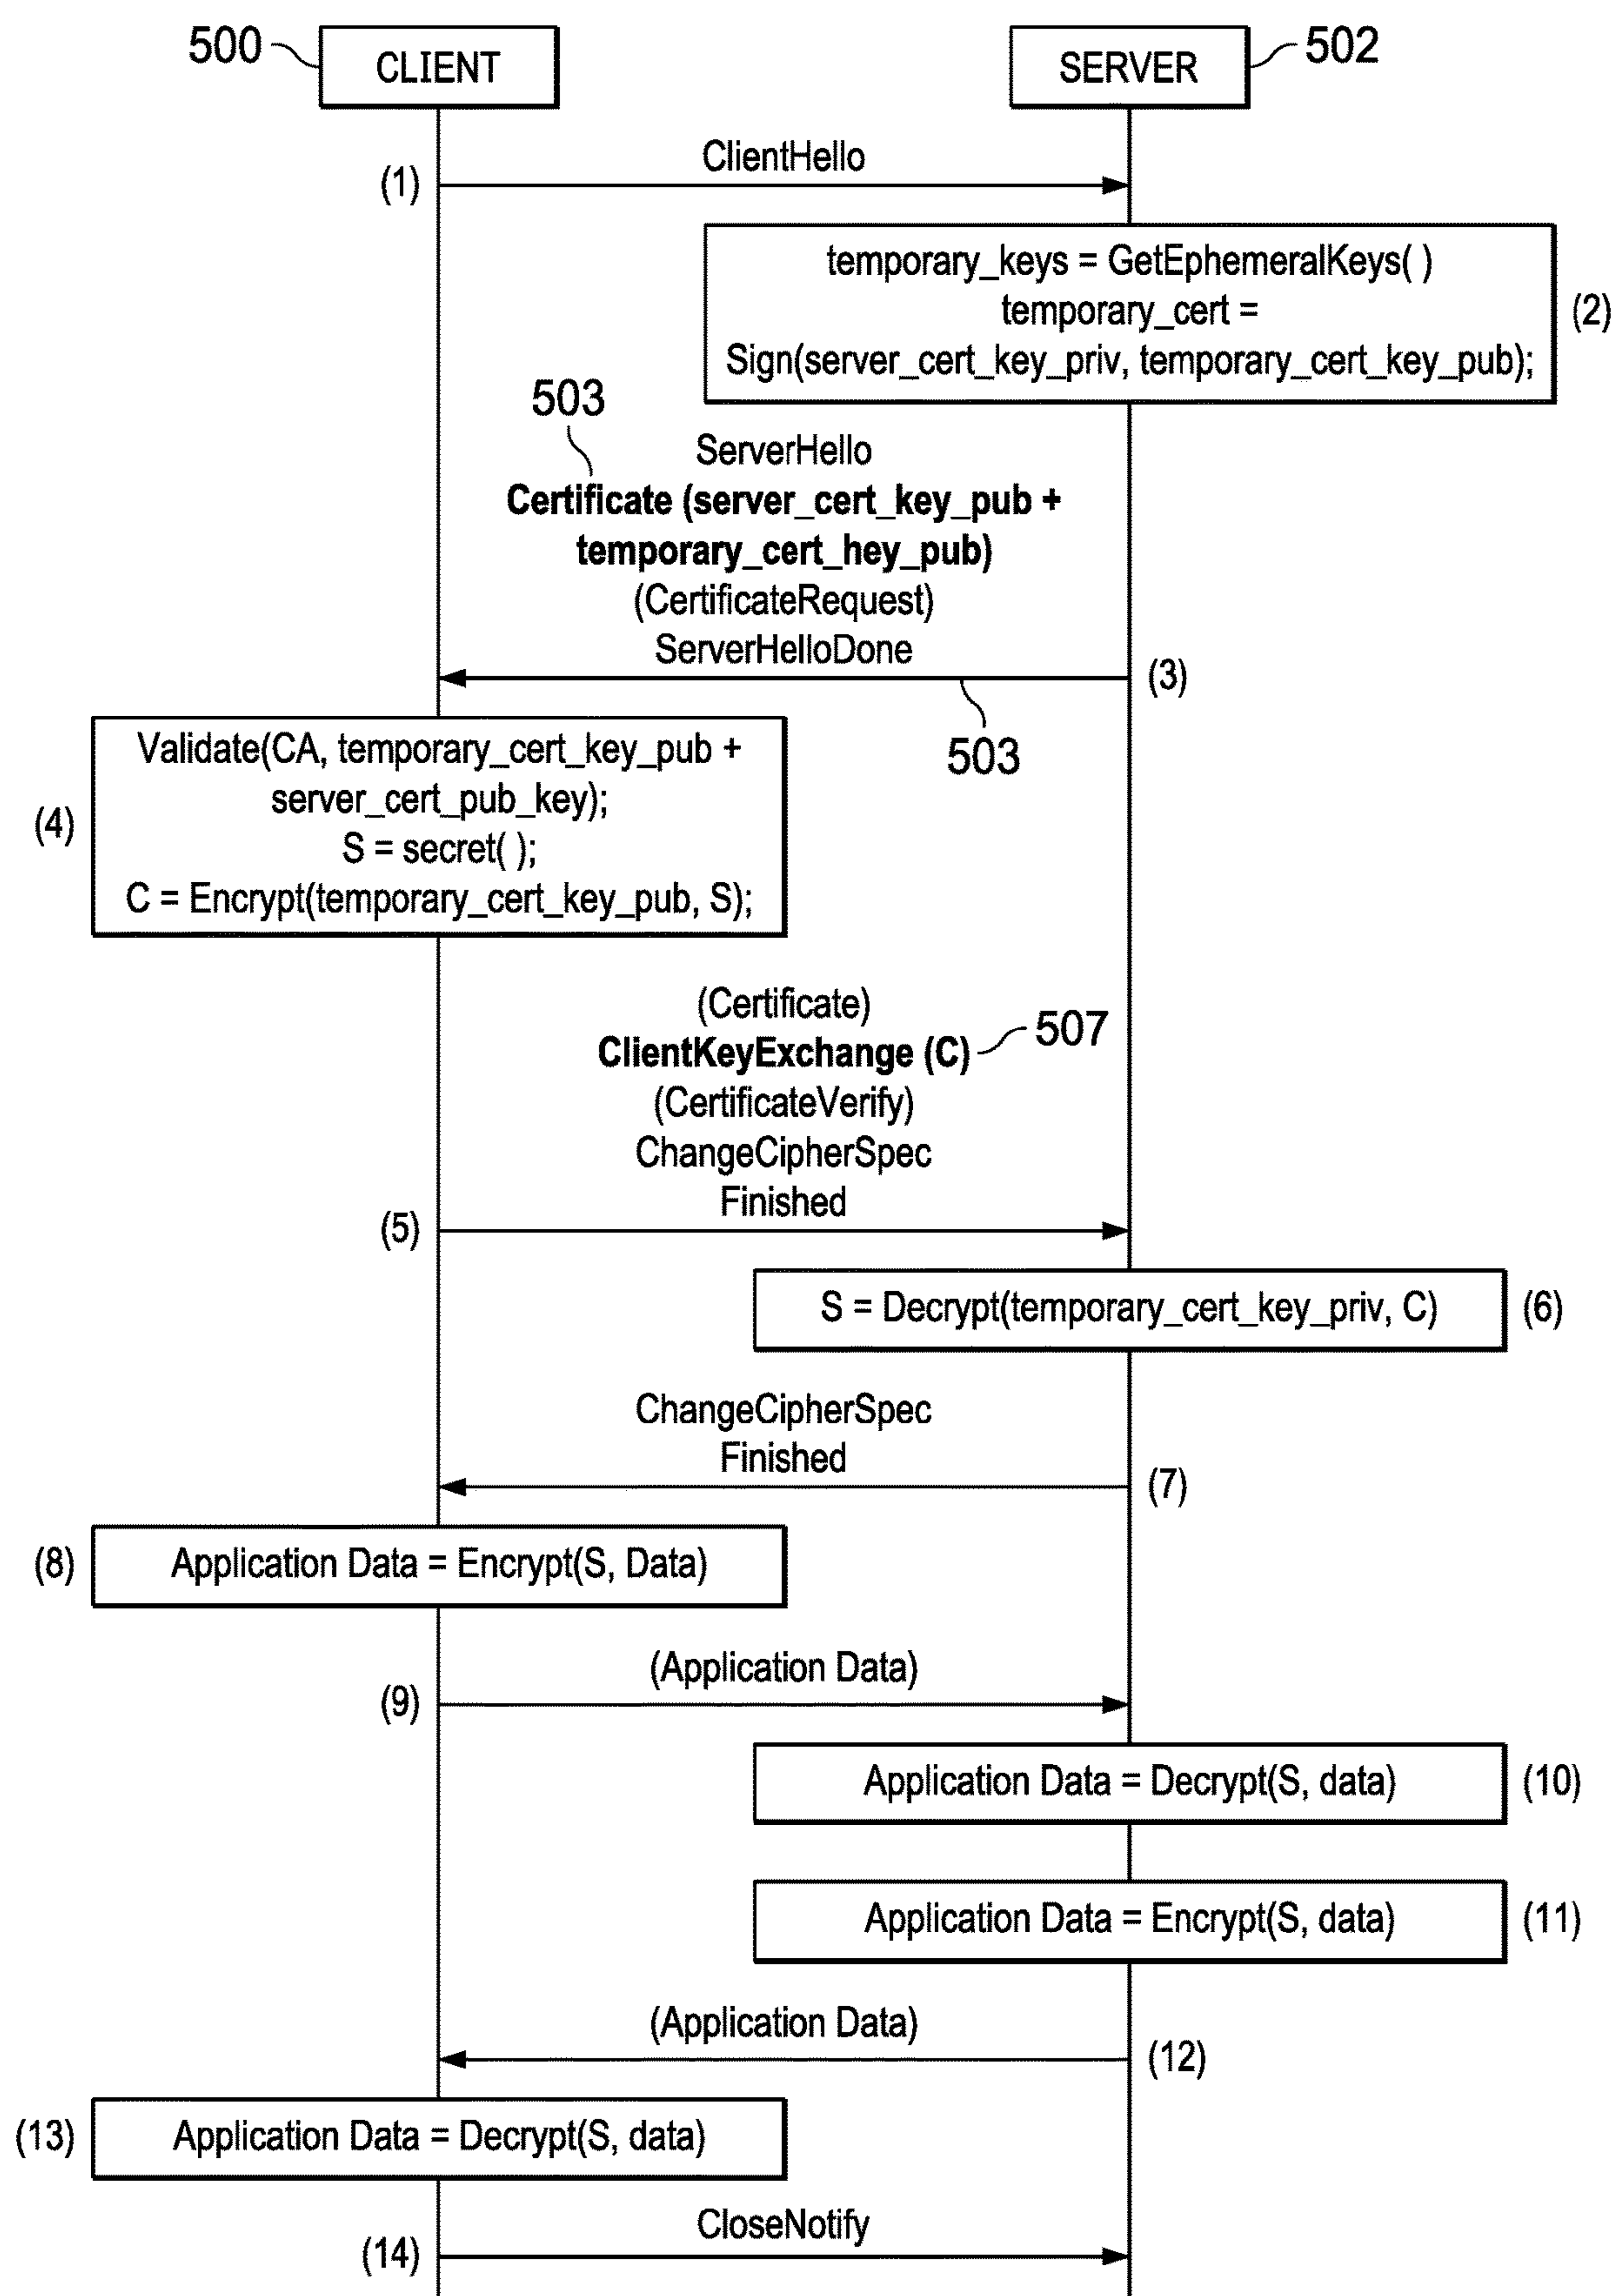 500
CLIENT
SERVER
502
ClientHello
(1)
temporary_keys = GetEphemeralKeys( )
temporary_cert =
Sign(server_cert_key_priv, temporary_cert_key_pub);
(2)
503
ServerHello
Certificate (server_cert_key_pub +
temporary_cert_hey_pub)
(CertificateRequest)
ServerHelloDone
(3)
503
Validate(CA, temporary_cert_key_pub +
server_cert_pub_key);
S = secret( );
C = Encrypt(temporary_cert_key_pub, S);
(4)
(Certificate)
ClientKeyExchange (C)
507
(CertificateVerify)
ChangeCipherSpec
Finished
(5)
S = Decrypt(temporary_cert_key_priv, C)
(6)
ChangeCipherSpec
Finished
(7)
(8)
Application Data = Encrypt(S, Data)
(Application Data)
(9)
Application Data = Decrypt(S, data)
(10)
Application Data = Encrypt(S, data)
(11)
(Application Data)
(12)
(13)
Application Data = Decrypt(S, data)
CloseNotify
(14)